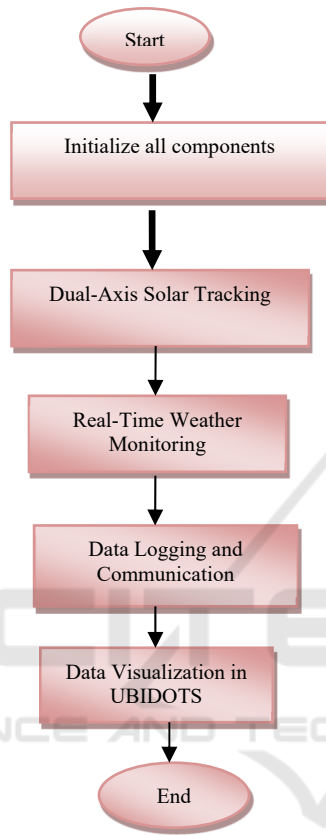 Start
Initialize all components
Dual-Axis Solar Tracking
Real-Time Weather
Monitoring
Data Logging and
Communication
Data Visualization in
UBIDOTS
End